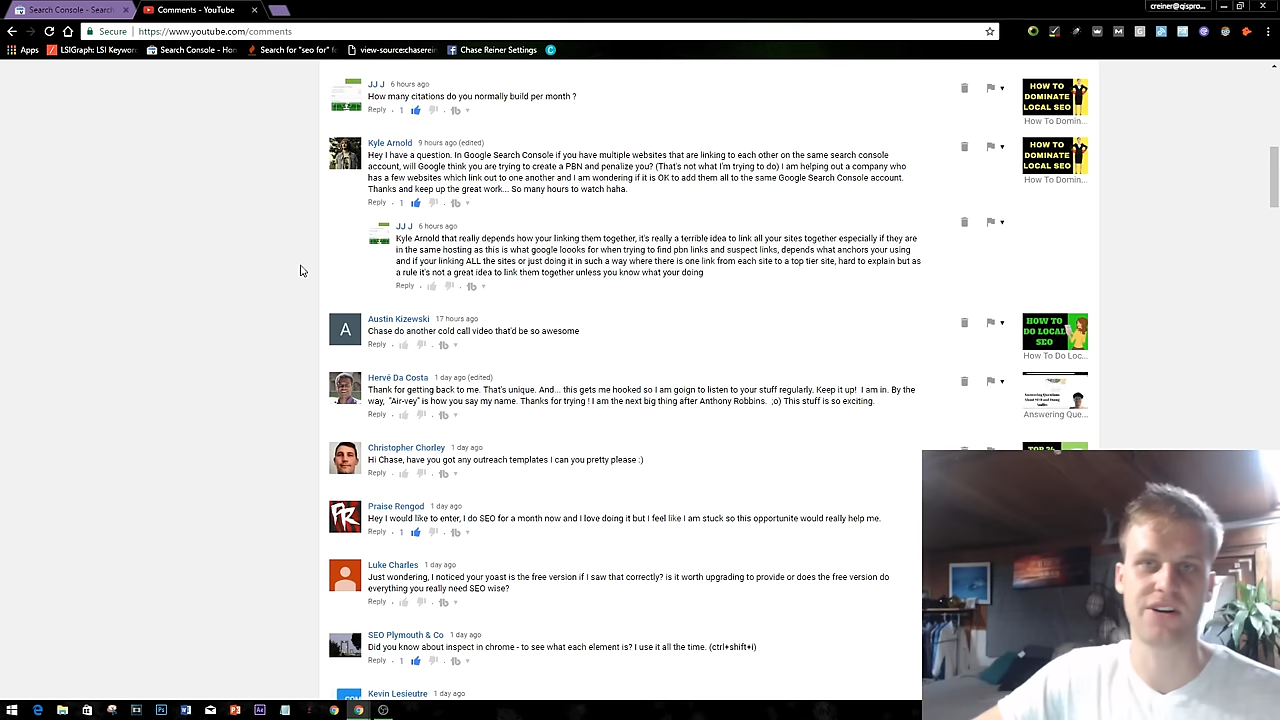 Search Console - Search
Comments - YouTube
creiner@qispro...
Secure
https://www.youtube.com/comments
Apps
LSIGraph: LSI Keywor
Search Console - Hom
Search for "seo for"
view-source:chaserein
Chase Reiner Settings
JJ J 6 hours ago
How many citations do you normally build per month ?
Reply 1
HOW TO DOMINATE LOCAL SEO
How To Domin...
Kyle Arnold 9 hours ago (edited)
Hey I have a question. In Google Search Console if you have multiple websites that are linking to each other on the same search console
account, will Google think you are trying to create a PBN and penalize you? (That's not what I'm trying to do) I am helping out a company who
has a few websites which link out to one another and I am wondering if it is OK to add them all to the same Google Search Console account.
Thanks and keep up the great work... So many hours to watch haha.
Reply 1
HOW TO DOMINATE LOCAL SEO
How To Domin...
JJ J 6 hours ago
Kyle Arnold that really depends how your linking them together, it's really a terrible idea to link all your sites together especially if they are
in the same hosting as this is what google loooks for when trying to find pbn links and suspect links, depends what anchors your using
and if your linking ALL the sites or just doing it in such a way where there is one link from each site to a top tier site, hard to explain but as
a rule it's not a great idea to link them together unless you know what your doing
Reply
Austin Kizewski 17 hours ago
Chase do another cold call video that'd be so awesome
Reply
A
HOW TO DO LOCAL SEO
How To Do Loc...
Hervé Da Costa 1 day ago (edited)
Thank for getting back to me. That's unique. And... this gets me hooked so I am goign to listen to your stuff regularly. Keep it up! I am in. By the
way, "Air-vey" is how you say my name. Thanks for trying ! I am the next big thing after Anthony Robbins. ;o) This stuff is so exciting.
Reply
Answering Que...
Christopher Chorley 1 day ago
Hi Chase, have you got any outreach templates I can you pretty please :)
Reply
Praise Rengod 1 day ago
Hey I would like to enter, I do SEO for a month now and I love doing it but I feel like I am stuck so this opportunite would really help me.
Reply 1
PR
Luke Charles 1 day ago
Just wondering, I noticed your yoast is the free version if I saw that correctly? is it worth upgrading to provide or does the free version do
everything you really need SEO wise?
Reply
SEO Plymouth & Co 1 day ago
Did you know about inspect in chrome - to see what each element is? I use it all the time. (ctrl+shift+i)
Reply 1
Kevin Lesieutre 1 day ago